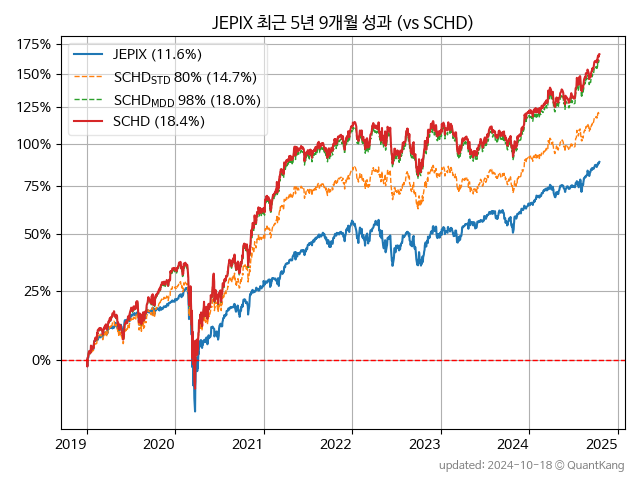 JEPIX 최근 5년 9개월 성과 (vs SCHD)
175%
150%
125%
100%
75%
50%
25%
0%
JEPIX (11.6%)
SCHD_STD 80% (14.7%)
SCHD_MDD 98% (18.0%)
SCHD (18.4%)
2019 2020 2021 2022 2023 2024 2025
updated: 2024-10-18 © QuantKang